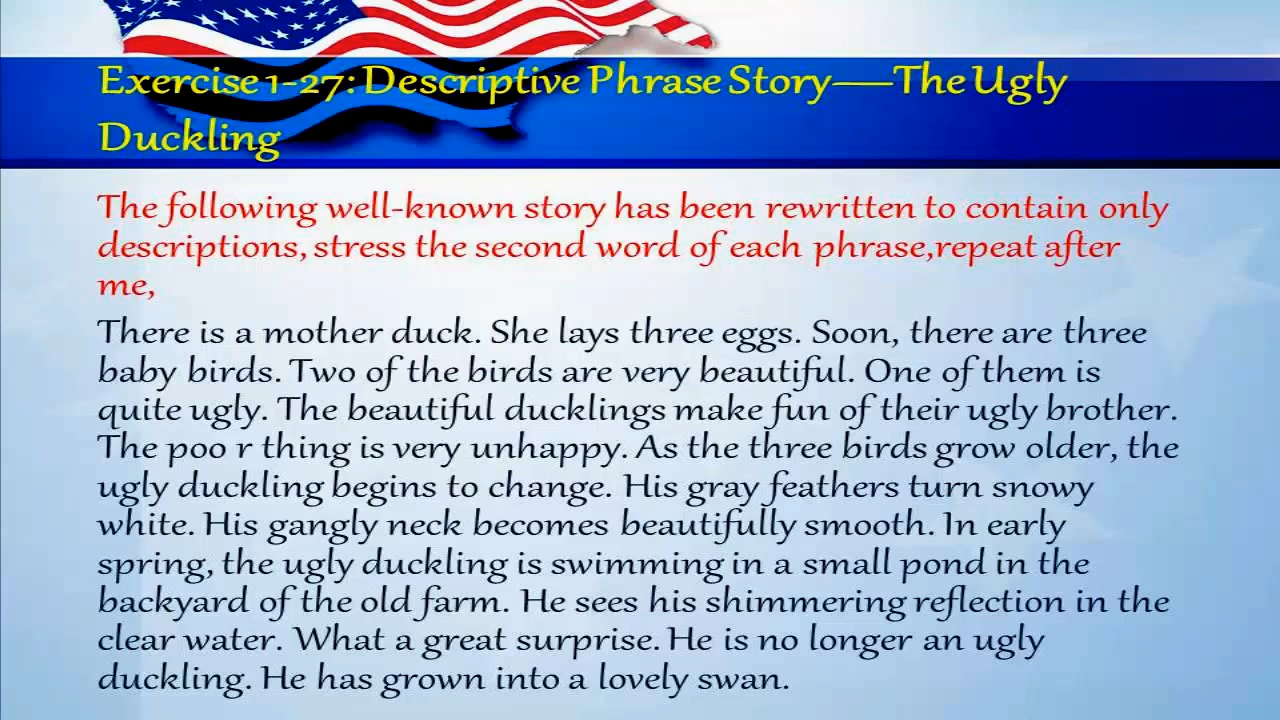 Exercise 1-27: Descriptive Phrase Story——The Ugly
Duckling
The following well-known story has been rewritten to contain only
descriptions, stress the second word of each phrase,repeat after
me,
There is a mother duck. She lays three eggs. Soon, there are three
baby birds. Two of the birds are very beautiful. One of them is
quite ugly. The beautiful ducklings make fun of their ugly brother.
The poo r thing is very unhappy. As the three birds grow older, the
ugly duckling begins to change. His gray feathers turn snowy
white. His gangly neck becomes beautifully smooth. In early
spring, the ugly duckling is swimming in a small pond in the
backyard of the old farm. He sees his shimmering reflection in the
clear water. What a great surprise. He is no longer an ugly
duckling. He has grown into a lovely swan.